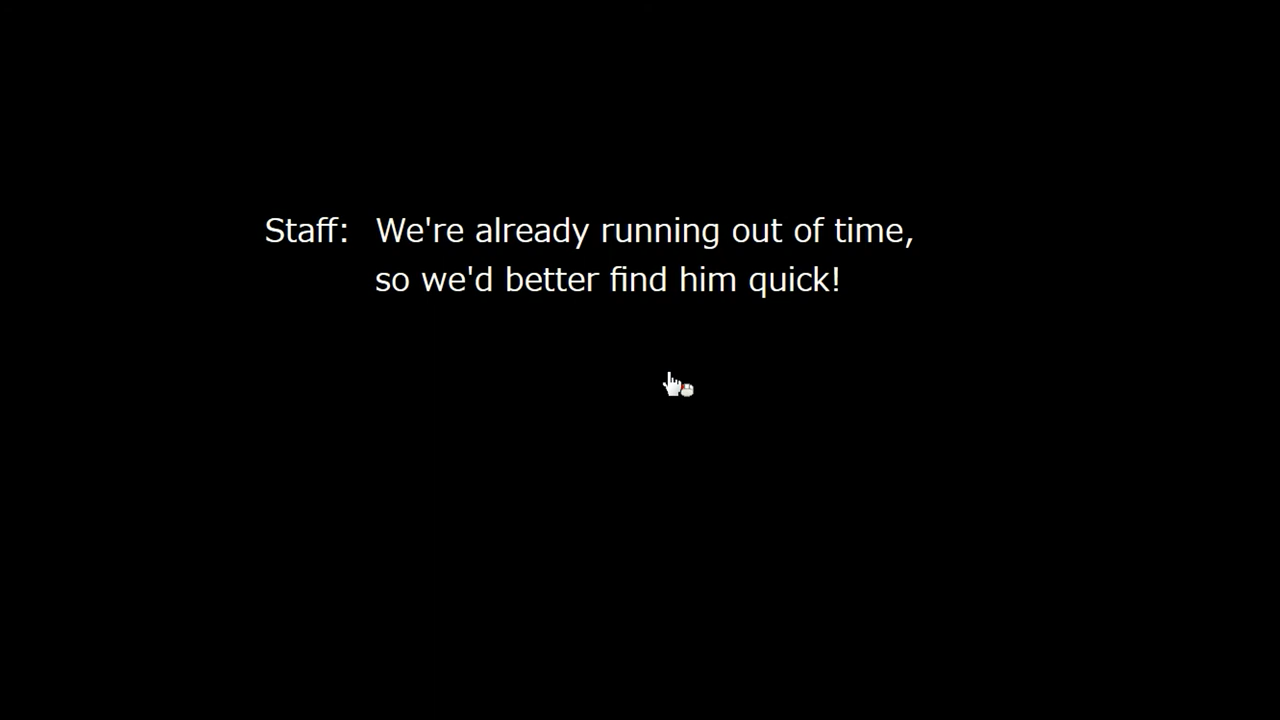 Staff: We're already running out of time,
so we'd better find him quick!